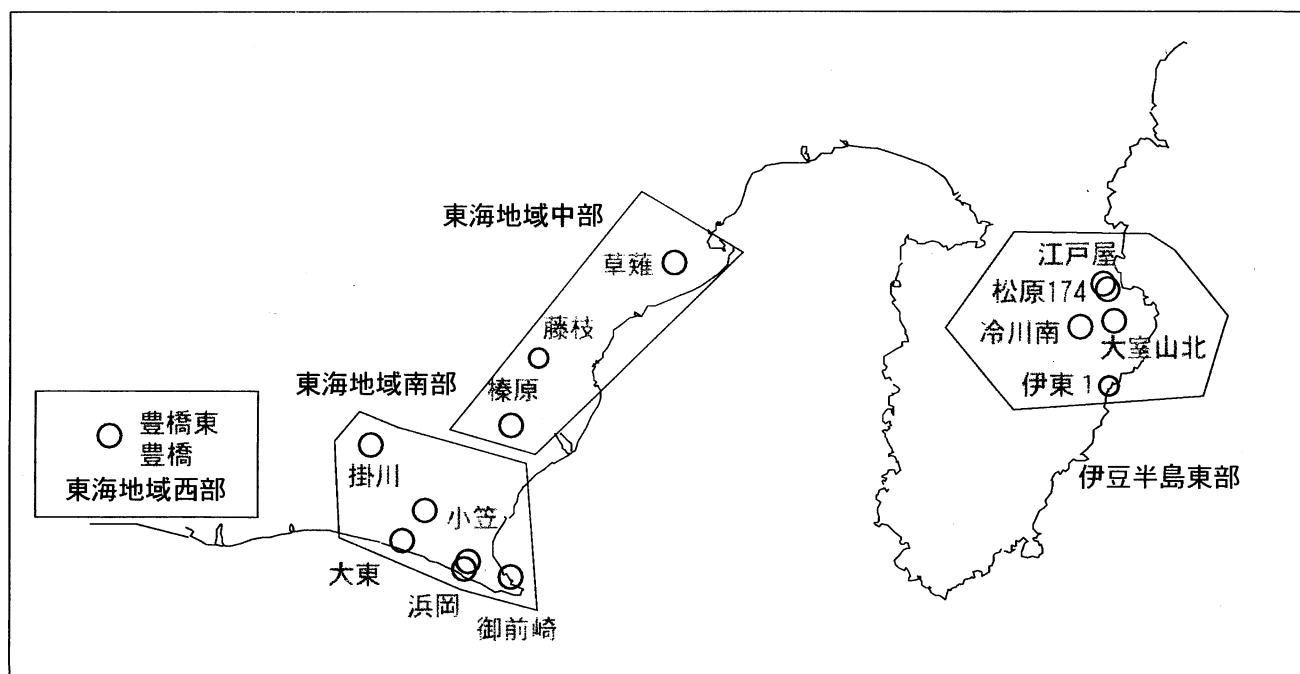 東海地域中部
草薙
藤枝
榛原
東海地域南部
掛川
小笠
大東
浜岡
御前崎
豊橋東
豊橋
東海地域西部
江戸屋
松原174
冷川南
大室山北
伊東1
伊豆半島東部